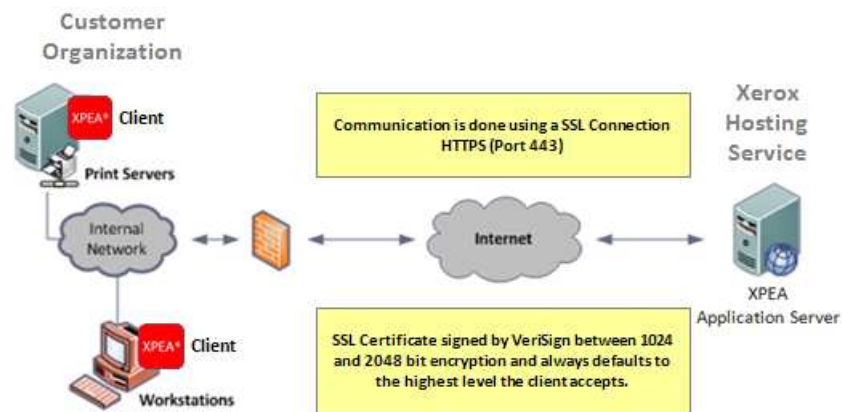 Customer
Organization
XPEA*
Client
Print Servers
Communication is done using a SSL Connection
HTTPS (Port 443)
Xerox
Hosting
Service
Internal
Network
Internet
XPEA
Application Server
XPEA*
Client
Workstations
SSL Certificate signed by VeriSign between 1024
and 2048 bit encryption and always defaults to
the highest level the client accepts.